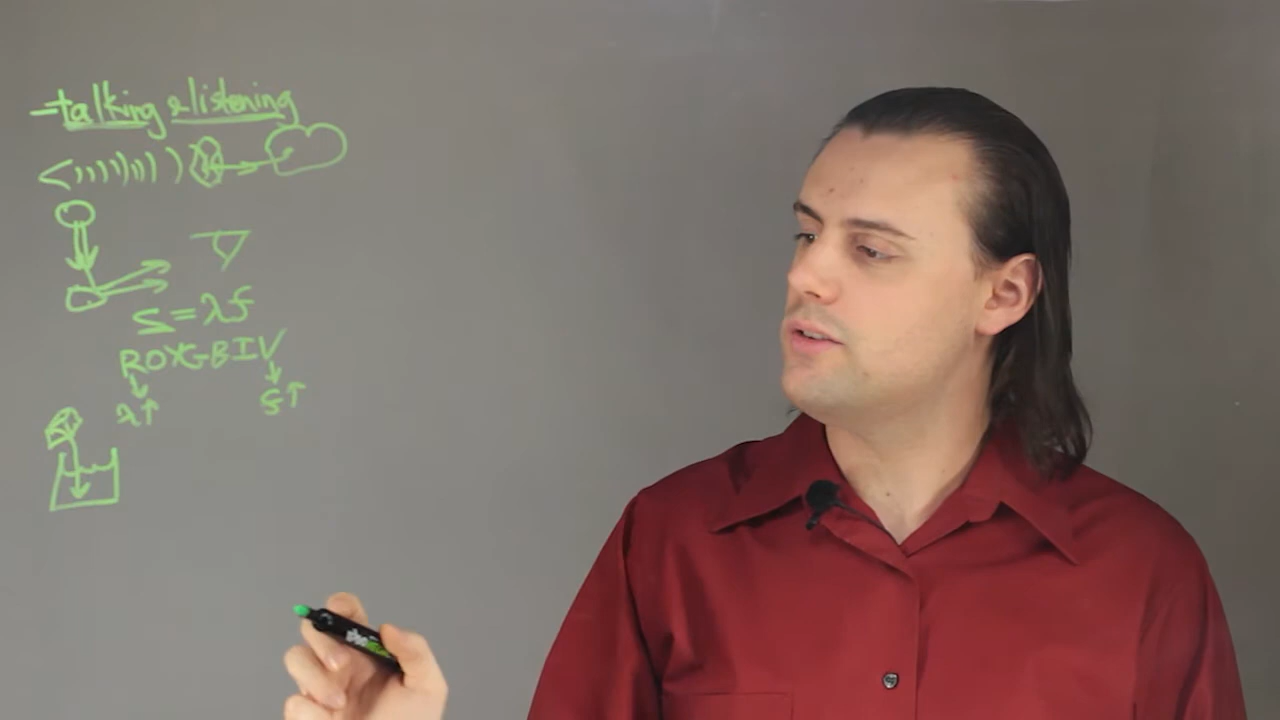 -talking & listening
S=λf
ROYGBIV
λ↑ f↑